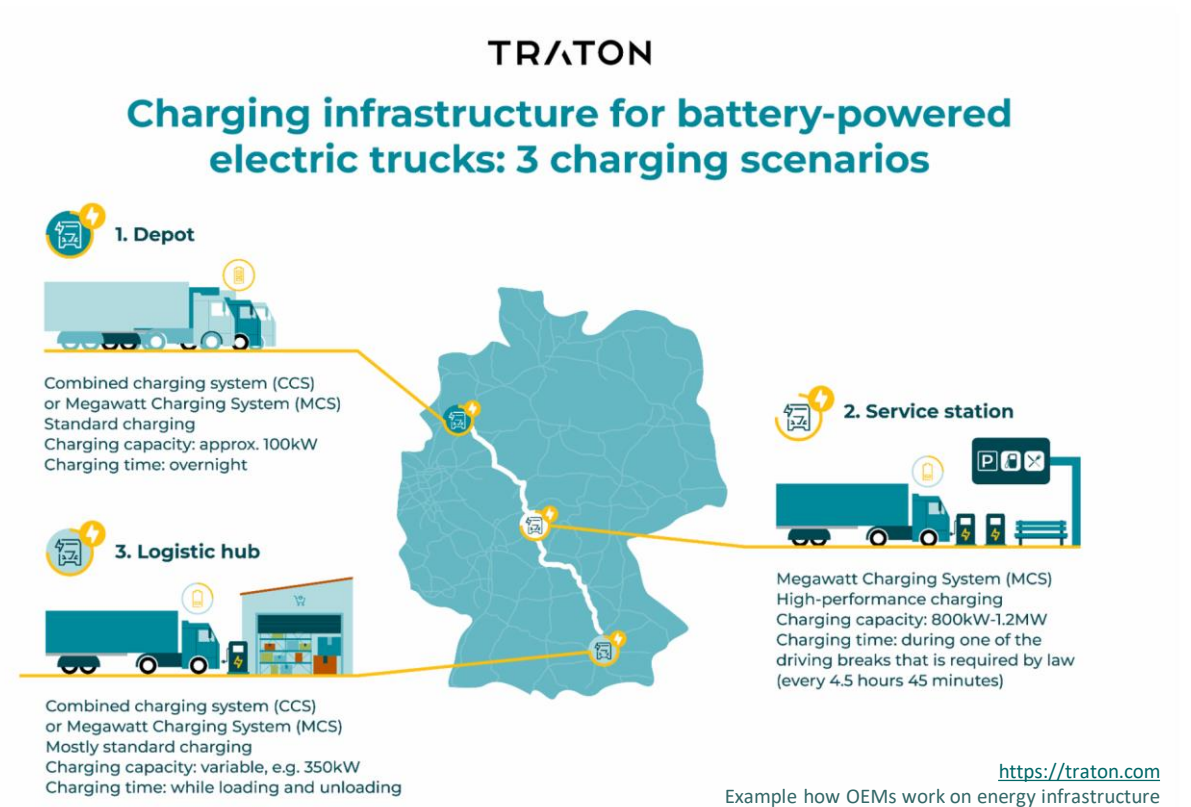 TRATON
Charging infrastructure for battery-powered
electric trucks: 3 charging scenarios
1. Depot
Combined charging system (CCS)
or Megawatt Charging System (MCS)
Standard charging
Charging capacity: approx. 100kW
Charging time: overnight
2. Service station
P
Megawatt Charging System (MCS)
High-performance charging
Charging capacity: 800kW-1.2MW
Charging time: during one of the
driving breaks that is required by law
(every 4.5 hours 45 minutes)
3. Logistic hub
Combined charging system (CCS)
or Megawatt Charging System (MCS)
Mostly standard charging
Charging capacity: variable, e.g. 350kW
Charging time: while loading and unloading
https://traton.com
Example how OEMs work on energy infrastructure